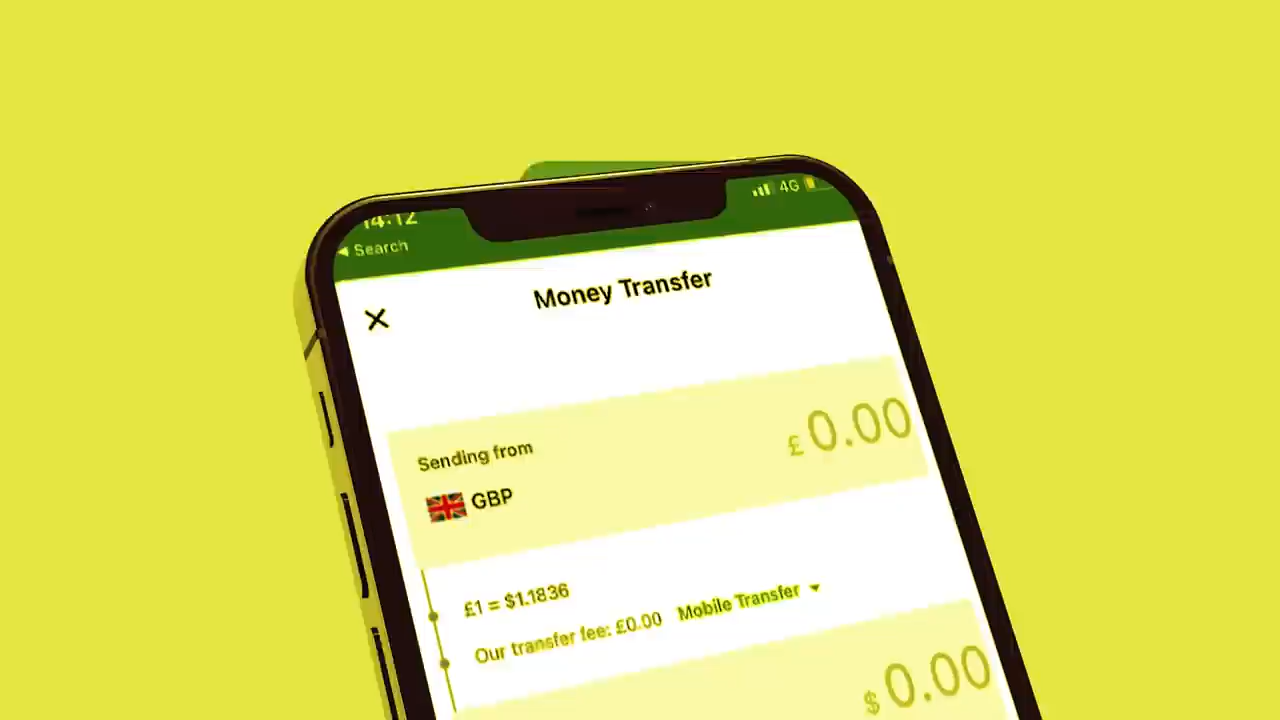 14:12
4G
Search
Money Transfer
£ 0.00
Sending from
GBP
£1 = $1.1836
Our transfer fee: £0.00 Mobile Transfer
$ 0.00